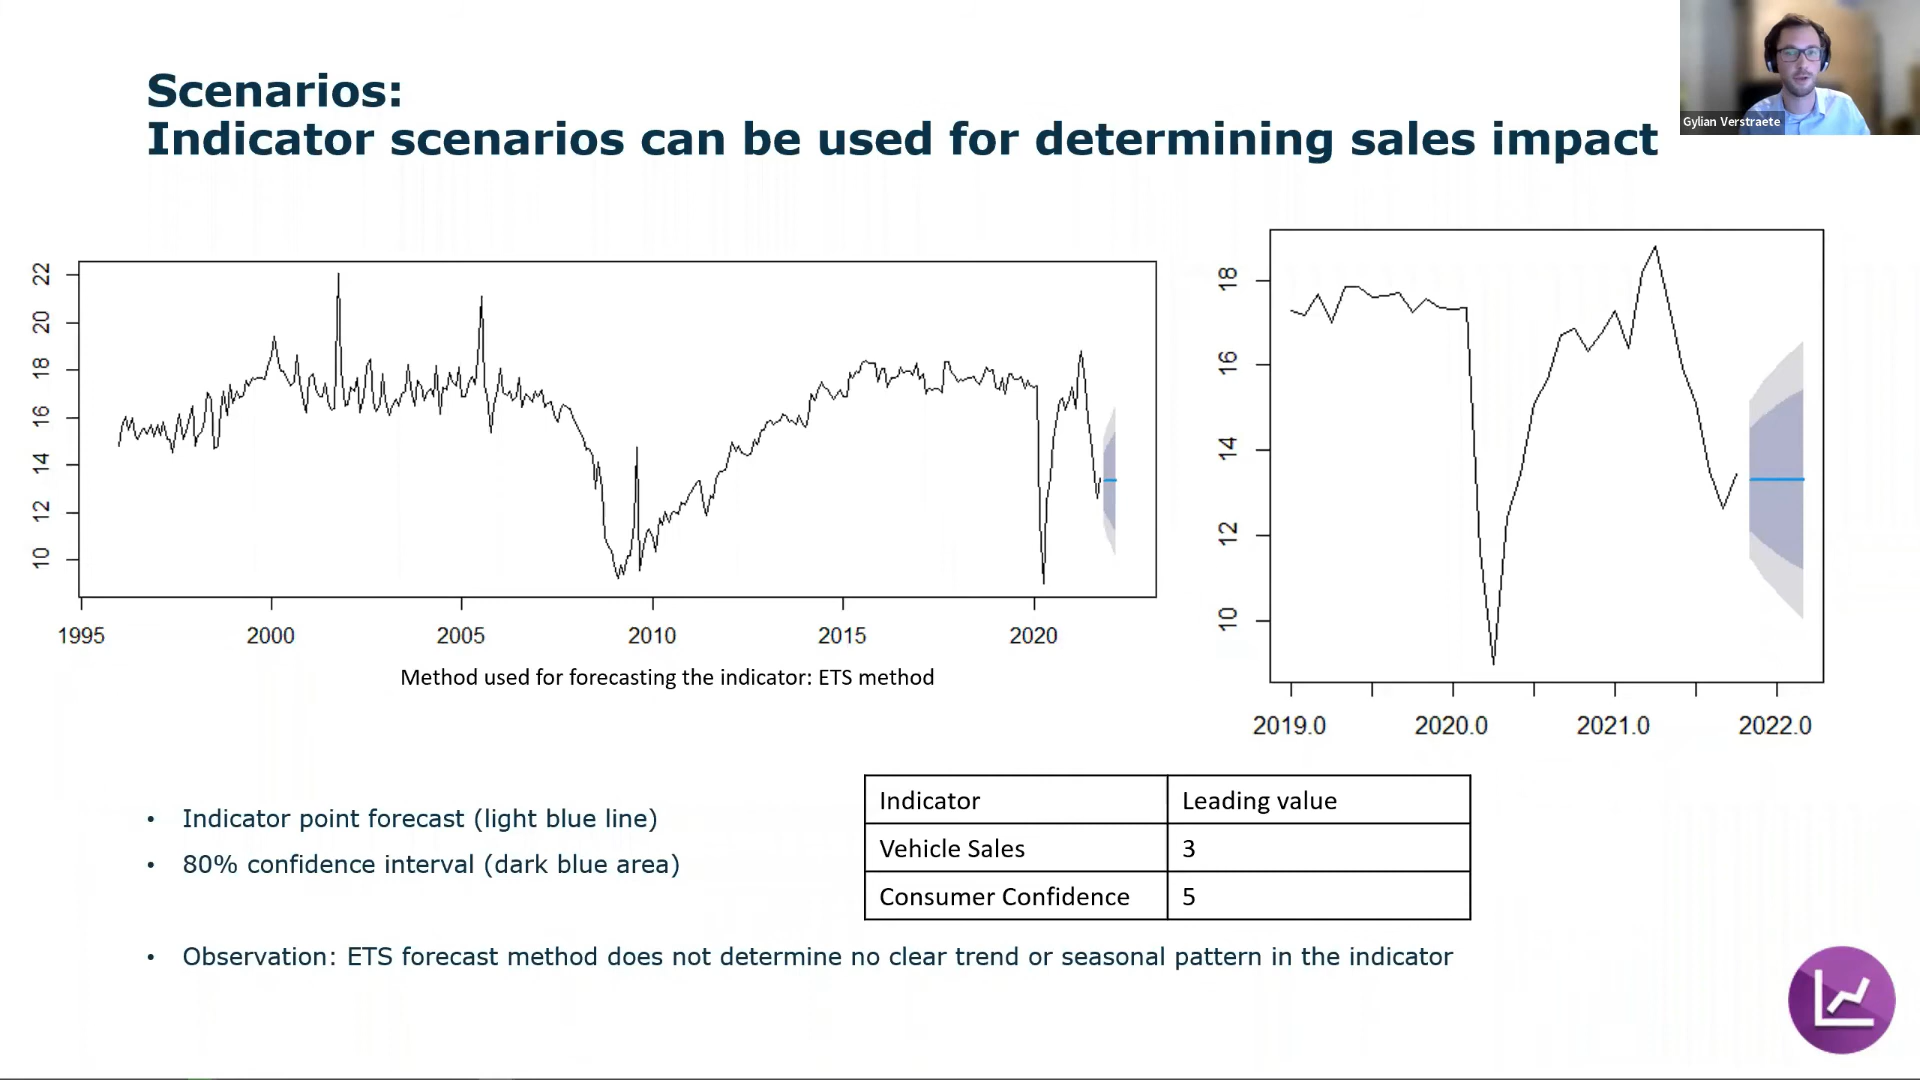 Scenarios:
Indicator scenarios can be used for determining sales impact
Gylian Verstraete
22
20
18
16
14
12
10
1995
2000
2005
2010
2015
2020
Method used for forecasting the indicator: ETS method
18
16
14
12
10
2019.0
2020.0
2021.0
2022.0
• Indicator point forecast (light blue line)
• 80% confidence interval (dark blue area)
Indicator Leading value
Vehicle Sales 3
Consumer Confidence 5
• Observation: ETS forecast method does not determine no clear trend or seasonal pattern in the indicator